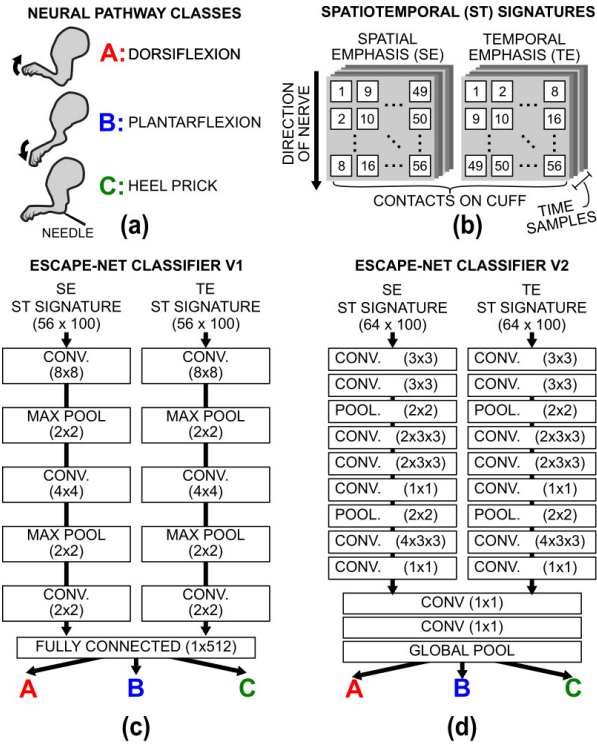 NEURAL PATHWAY CLASSES
A: DORSIFLEXION
B: PLANTARFLEXION
C: HEEL PRICK
NEEDLE
(a)
SPATIOTEMPORAL (ST) SIGNATURES
SPATIAL
EMPHASIS (SE)
TEMPORAL
EMPHASIS (TE)
DIRECTION
OF NERVE
1 9 ... 49
2 10 50
8 16 ... 56
1 2 ... 8
9 10 16
49 50 ... 56
CONTACTS ON CUFF
TIME
SAMPLES
(b)
ESCAPE-NET CLASSIFIER V1
SE
ST SIGNATURE
(56 x 100)
CONV.
(8x8)
MAX POOL
(2x2)
CONV.
(4x4)
MAX POOL
(2x2)
CONV.
(2x2)
TE
ST SIGNATURE
(56 x 100)
CONV.
(8x8)
MAX POOL
(2x2)
CONV.
(4x4)
MAX POOL
(2x2)
CONV.
(2x2)
FULLY CONNECTED (1x512)
A B C
(c)
ESCAPE-NET CLASSIFIER V2
SE
ST SIGNATURE
(64 x 100)
CONV. (3x3)
CONV. (3x3)
POOL. (2x2)
CONV. (2x3x3)
CONV. (2x3x3)
CONV. (1x1)
POOL. (2x2)
CONV. (4x3x3)
CONV. (1x1)
TE
ST SIGNATURE
(64 x 100)
CONV. (3x3)
CONV. (3x3)
POOL. (2x2)
CONV. (2x3x3)
CONV. (2x3x3)
CONV. (1x1)
POOL. (2x2)
CONV. (4x3x3)
CONV. (1x1)
CONV (1x1)
CONV (1x1)
GLOBAL POOL
A B C
(d)